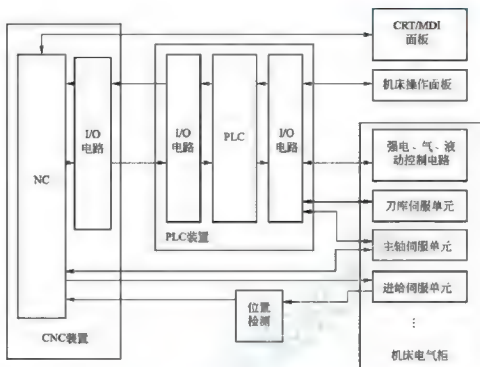 CRT/MDI
面板
机床操作面板
NC
I/O
电路
I/O
电路
PLC
I/O
电路
强电、气、液
动控制电路
刀库伺服单元
主轴伺服单元
进给伺服单元
PLC装置
位置
检测
CNC装置
⋮
机床电气柜